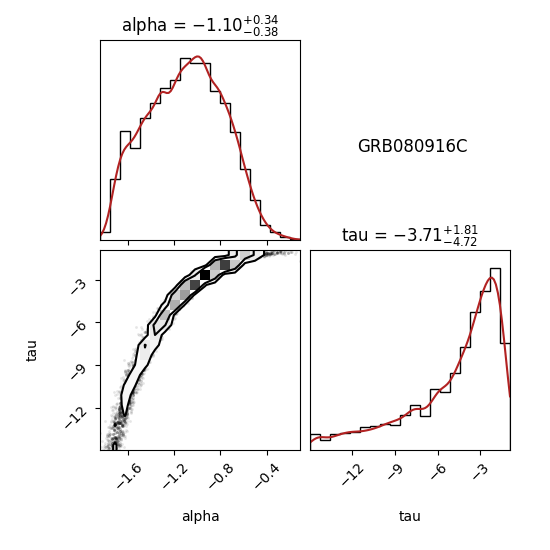 alpha = −1.10$^{+0.34}_{-0.38}$
GRB080916C
tau = −3.71$^{+1.81}_{-4.72}$
tau
−3
−6
−9
−12
−1.6 −1.2 −0.8 −0.4
alpha
−12 −9 −6 −3
tau